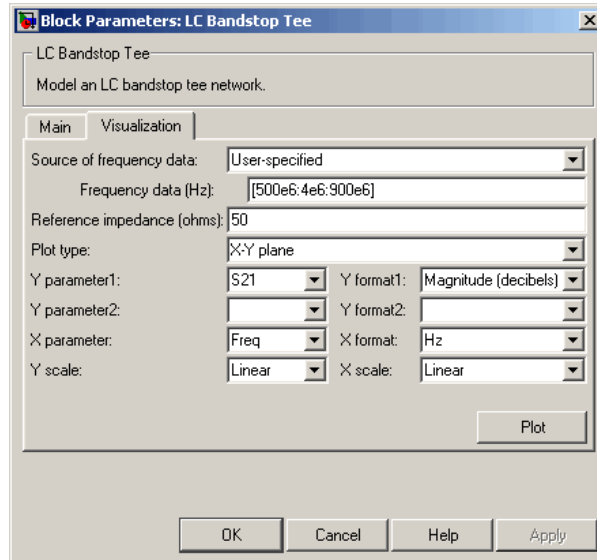 Block Parameters: LC Bandstop Tee
LC Bandstop Tee
Model an LC bandstop tee network.
Main Visualization
Source of frequency data: User-specified
Frequency data (Hz): [500e6:4e6:900e6]
Reference impedance (ohms): 50
Plot type: X-Y plane
Y parameter1: S21 Y format1: Magnitude (decibels)
Y parameter2: Y format2:
X parameter: Freq X format: Hz
Y scale: Linear X scale: Linear
Plot
OK Cancel Help Apply